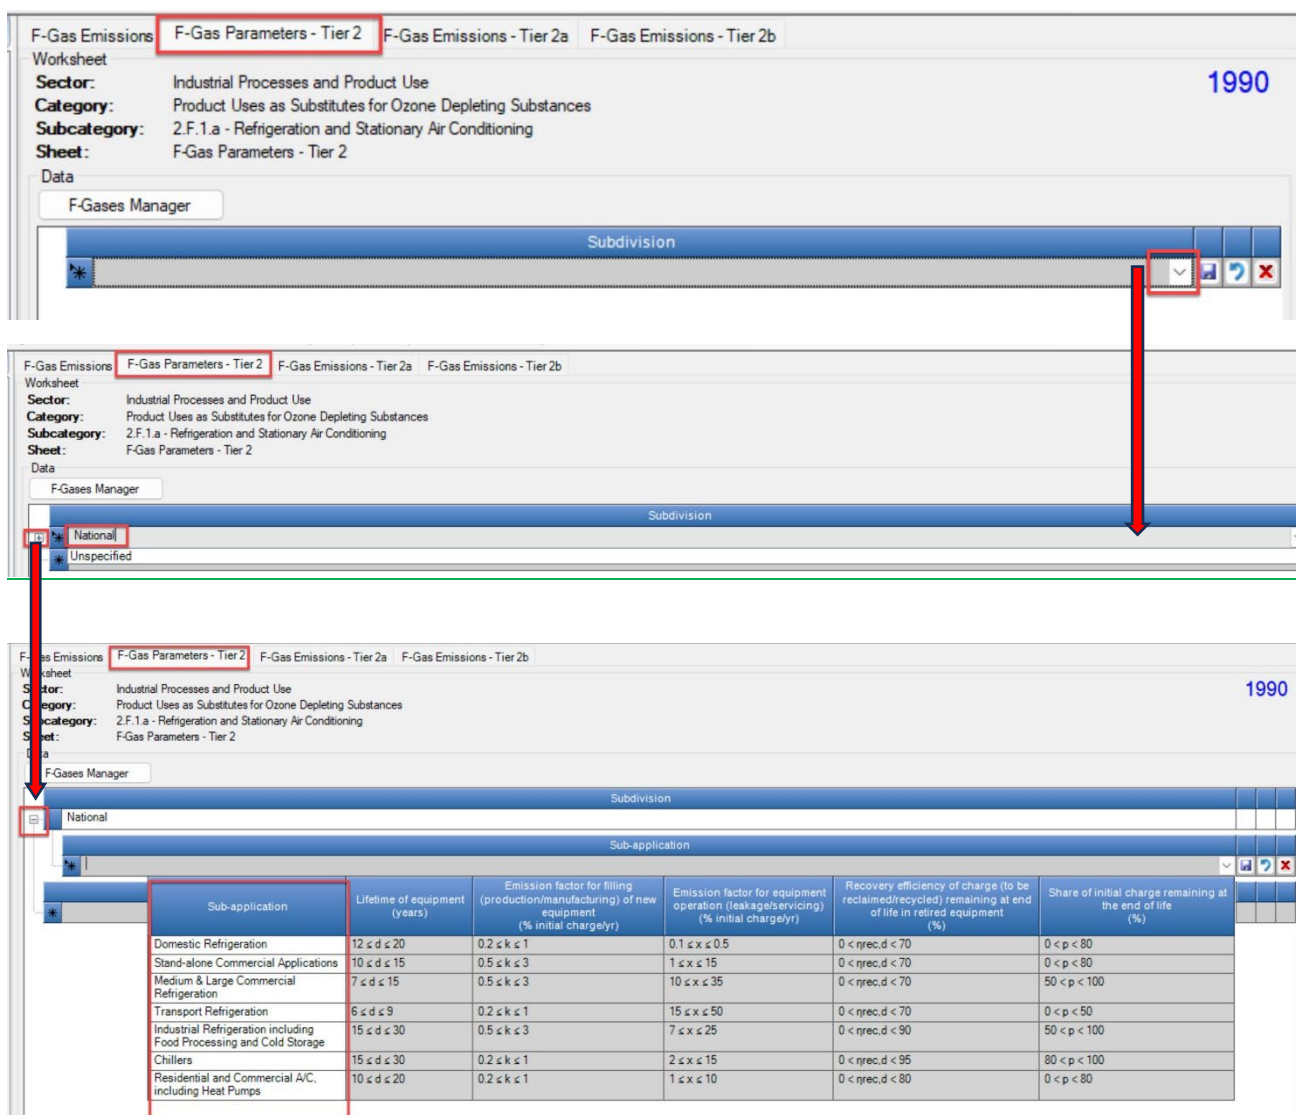 F-Gas Emissions F-Gas Parameters - Tier 2 F-Gas Emissions - Tier 2a F-Gas Emissions - Tier 2b
Worksheet
Sector: Industrial Processes and Product Use
1990
Category: Product Uses as Substitutes for Ozone Depleting Substances
Subcategory: 2.F.1.a - Refrigeration and Stationary Air Conditioning
Sheet: F-Gas Parameters - Tier 2
Data
F-Gases Manager
Subdivision
F-Gas Emissions F-Gas Parameters - Tier 2 F-Gas Emissions - Tier 2a F-Gas Emissions - Tier 2b
Worksheet
Sector: Industrial Processes and Product Use
Category: Product Uses as Substitutes for Ozone Depleting Substances
Subcategory: 2.F.1.a - Refrigeration and Stationary Air Conditioning
Sheet: F-Gas Parameters - Tier 2
Data
F-Gases Manager
Subdivision
National
Unspecified
Emissions F-Gas Parameters - Tier 2 F-Gas Emissions - Tier 2a F-Gas Emissions - Tier 2b
Industrial Processes and Product Use
1990
Product Uses as Substitutes for Ozone Depleting Substances
2.F.1.a - Refrigeration and Stationary Air Conditioning
F-Gas Parameters - Tier 2
F-Gases Manager
Subdivision
National
Sub-application
Sub-application
Lifetime of equipment
(years)
Emission factor for filling
(production/manufacturing) of new
equipment
(% initial charge/yr)
Emission factor for equipment
operation (leakage/servicing)
(% initial charge/yr)
Recovery efficiency of charge (to be
reclaimed/recycled) remaining at end
of life in retired equipment
(%)
Share of initial charge remaining at
the end of life
(%)
Domestic Refrigeration 12 ≤ d ≤ 20 0.2 ≤ k ≤ 1 0.1 ≤ x ≤ 0.5 0 < ηrec,d < 70 0 < p < 80
Stand-alone Commercial Applications 10 ≤ d ≤ 15 0.5 ≤ k ≤ 3 1 ≤ x ≤ 15 0 < ηrec,d < 70 0 < p < 80
Medium & Large Commercial
Refrigeration
7 ≤ d ≤ 15 0.5 ≤ k ≤ 3 10 ≤ x ≤ 35 0 < ηrec,d < 70 50 < p < 100
Transport Refrigeration 6 ≤ d ≤ 9 0.2 ≤ k ≤ 1 15 ≤ x ≤ 50 0 < ηrec,d < 70 0 < p < 50
Industrial Refrigeration including
Food Processing and Cold Storage
15 ≤ d ≤ 30 0.5 ≤ k ≤ 3 7 ≤ x ≤ 25 0 < ηrec,d < 90 50 < p < 100
Chillers 15 ≤ d ≤ 30 0.2 ≤ k ≤ 1 2 ≤ x ≤ 15 0 < ηrec,d < 95 80 < p < 100
Residential and Commercial A/C,
including Heat Pumps
10 ≤ d ≤ 20 0.2 ≤ k ≤ 1 1 ≤ x ≤ 10 0 < ηrec,d < 80 0 < p < 80